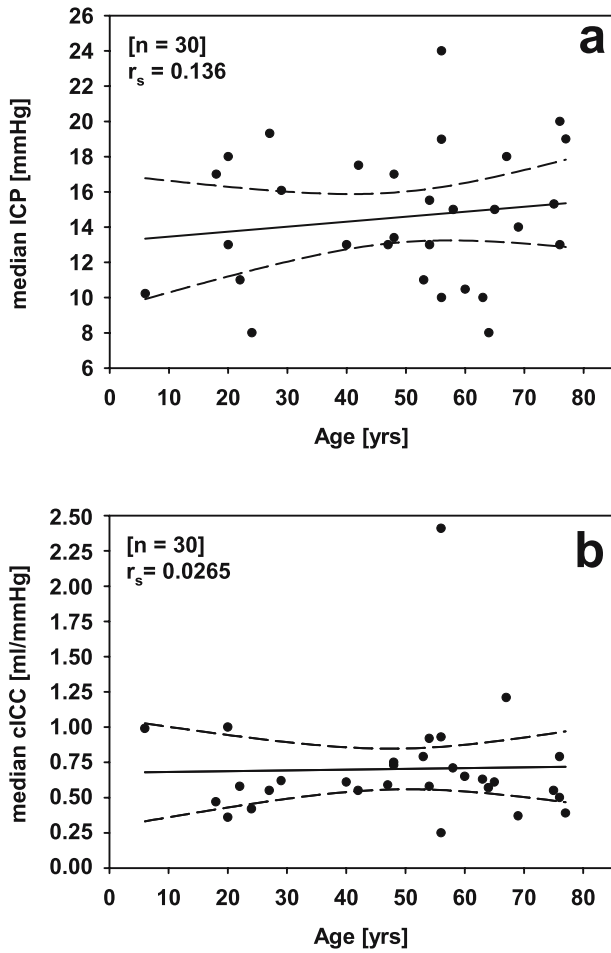 a
[n = 30]
rs = 0.136
median ICP [mmHg]
26
24
22
20
18
16
14
12
10
8
6
0 10 20 30 40 50 60 70 80
Age [yrs]
b
[n = 30]
rs= 0.0265
median cICC [ml/mmHg]
2.50
2.25
2.00
1.75
1.50
1.25
1.00
0.75
0.50
0.25
0.00
0 10 20 30 40 50 60 70 80
Age [yrs]